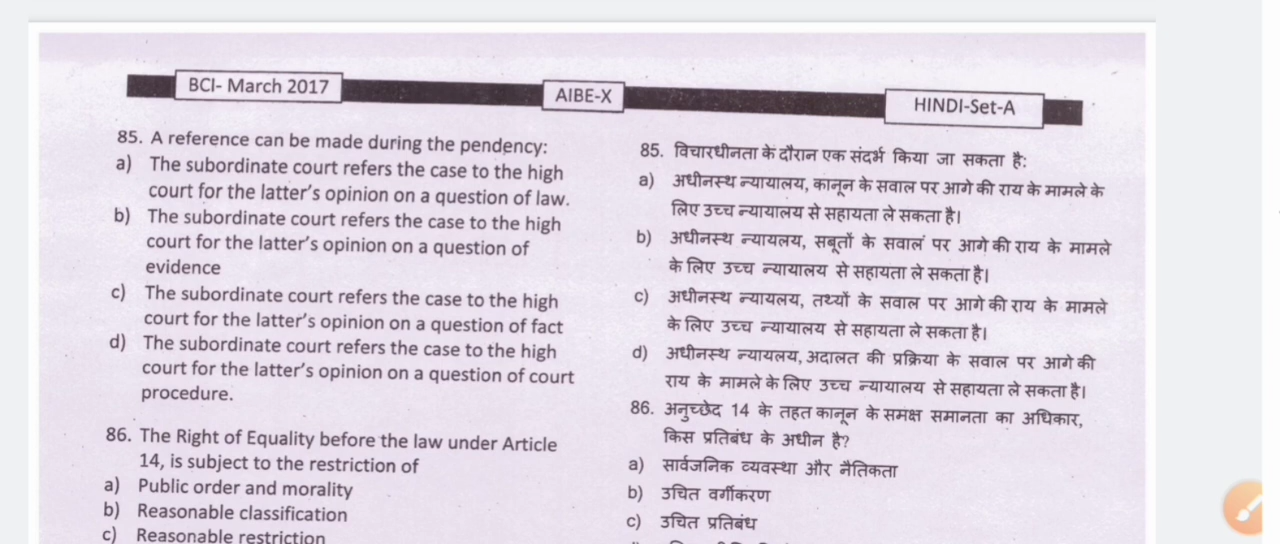 BCI- March 2017
AIBE-X
HINDI-Set-A
85. A reference can be made during the pendency:
a) The subordinate court refers the case to the high
court for the latter's opinion on a question of law.
b) The subordinate court refers the case to the high
court for the latter's opinion on a question of
evidence
c) The subordinate court refers the case to the high
court for the latter's opinion on a question of fact
d) The subordinate court refers the case to the high
court for the latter's opinion on a question of court
procedure.
86. The Right of Equality before the law under Article
14, is subject to the restriction of
a) Public order and morality
b) Reasonable classification
c) Reasonable restriction
85. विचारधीनता के दौरान एक संदर्भ किया जा सकता है:
a) अधीनस्थ न्यायालय, कानून के सवाल पर आगे की राय के मामले के
लिए उच्च न्यायालय से सहायता ले सकता है।
b) अधीनस्थ न्यायलय, सबूतों के सवाल पर आगे की राय के मामले
के लिए उच्च न्यायालय से सहायता ले सकता है।
c) अधीनस्थ न्यायलय, तथ्यों के सवाल पर आगे की राय के मामले
के लिए उच्च न्यायालय से सहायता ले सकता है।
d) अधीनस्थ न्यायलय, अदालत की प्रक्रिया के सवाल पर आगे की
राय के मामले के लिए उच्च न्यायालय से सहायता ले सकता है।
86. अनुच्छेद 14 के तहत कानून के समक्ष समानता का अधिकार,
किस प्रतिबंध के अधीन है?
a) सार्वजनिक व्यवस्था और नैतिकता
b) उचित वर्गीकरण
c) उचित प्रतिबंध